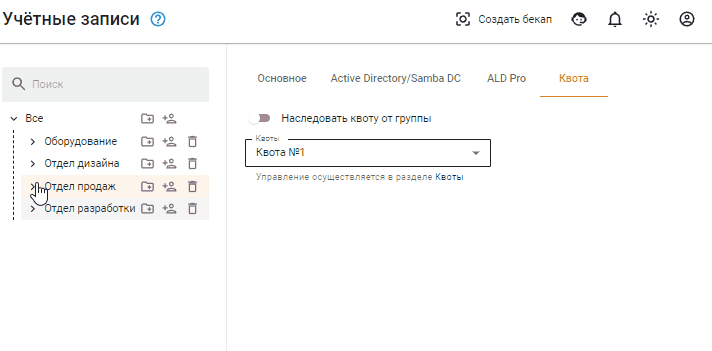 Учётные записи
Создать бекап
Поиск
Все
Оборудование
Отдел дизайна
Отдел продаж
Отдел разработки
Основное
Active Directory/Samba DC
ALD Pro
Квота
Наследовать квоту от группы
Квоты
Квота №1
Управление осуществляется в разделе Квоты